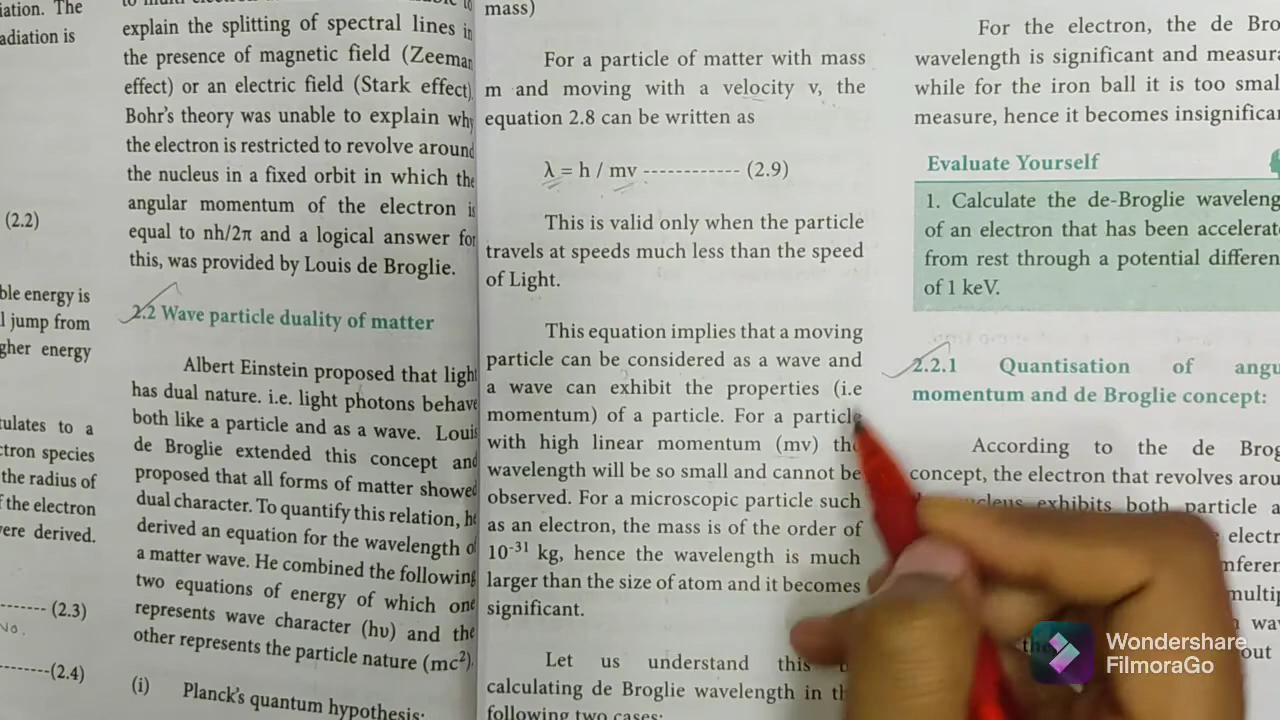 iation. The
adiation is
(2.2)
ble energy is
l jump from
gher energy
tulates to a
ctron species
the radius of
f the electron
were derived.
------- (2.3)
No.
-------(2.4)
explain the splitting of spectral lines in
the presence of magnetic field (Zeeman
effect) or an electric field (Stark effect).
Bohr's theory was unable to explain why
the electron is restricted to revolve around
the nucleus in a fixed orbit in which the
angular momentum of the electron is
equal to nh/2π and a logical answer for
this, was provided by Louis de Broglie.
2.2 Wave particle duality of matter
Albert Einstein proposed that light
has dual nature. i.e. light photons behave
both like a particle and as a wave. Louis
de Broglie extended this concept and
proposed that all forms of matter showed
dual character. To quantify this relation, he
derived an equation for the wavelength of
a matter wave. He combined the following
two equations of energy of which one
represents wave character (hυ) and the
other represents the particle nature (mc²).
(i) Planck's quantum hypothesis:
mass)
For a particle of matter with mass
m and moving with a velocity v, the
equation 2.8 can be written as
λ = h / mv ------------ (2.9)
This is valid only when the particle
travels at speeds much less than the speed
of Light.
This equation implies that a moving
particle can be considered as a wave and
a wave can exhibit the properties (i.e
momentum) of a particle. For a particle
with high linear momentum (mv) the
wavelength will be so small and cannot be
observed. For a microscopic particle such
as an electron, the mass is of the order of
10⁻³¹ kg, hence the wavelength is much
larger than the size of atom and it becomes
significant.
Let us understand this
calculating de Broglie wavelength in th
following two cases:
For the electron, the de Bro
wavelength is significant and measura
while for the iron ball it is too smal
measure, hence it becomes insignifican
Evaluate Yourself
1. Calculate the de-Broglie waveleng
of an electron that has been accelerate
from rest through a potential differen
of 1 keV.
2.2.1 Quantisation of angu
momentum and de Broglie concept:
According to the de Brog
concept, the electron that revolves arou
nucleus exhibits both particle a
electr
mferen
multip
wav
the
out
Wondershare
FilmoraGo